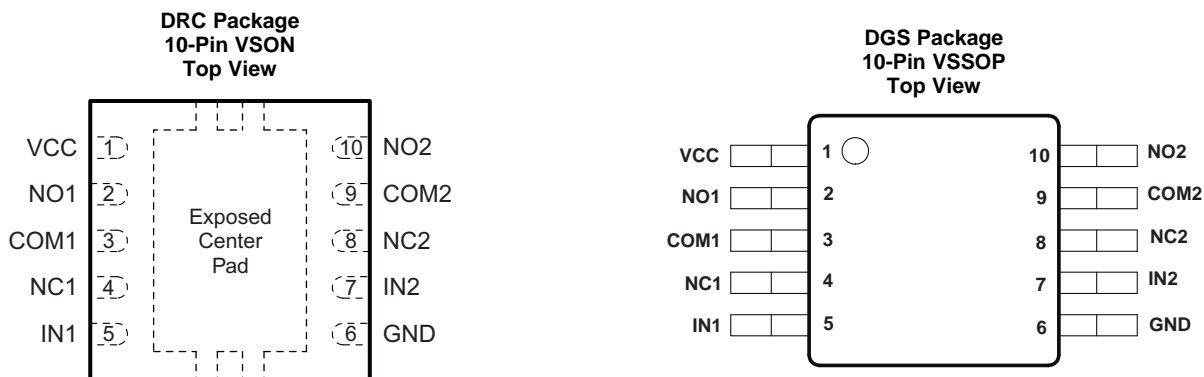 DRC Package
10-Pin VSON
Top View
VCC 1 10 NO2
NO1 2 9 COM2
COM1 3 8 NC2
NC1 4 7 IN2
IN1 5 6 GND
Exposed
Center
Pad
DGS Package
10-Pin VSSOP
Top View
VCC 1 10 NO2
NO1 2 9 COM2
COM1 3 8 NC2
NC1 4 7 IN2
IN1 5 6 GND